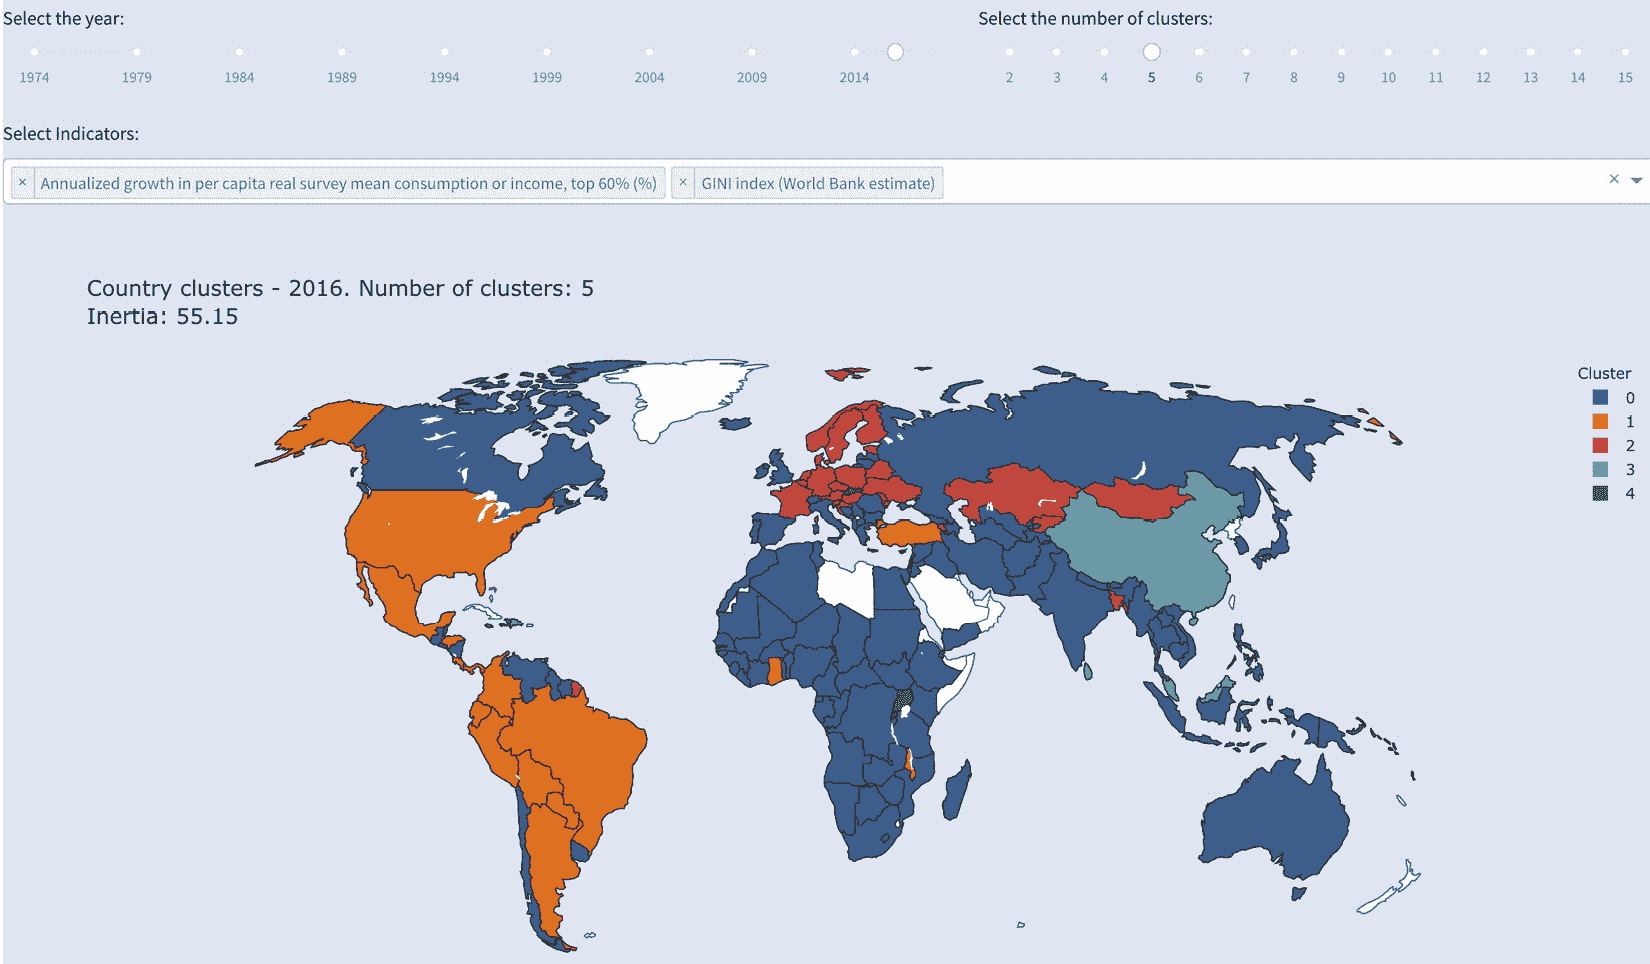 Select the year:
1974 1979 1984 1989 1994 1999 2004 2009 2014
Select the number of clusters:
2 3 4 5 6 7 8 9 10 11 12 13 14 15
Select Indicators:
× Annualized growth in per capita real survey mean consumption or income, top 60% (%) × GINI index (World Bank estimate) ×
Country clusters - 2016. Number of clusters: 5
Inertia: 55.15
Cluster
0
1
2
3
4